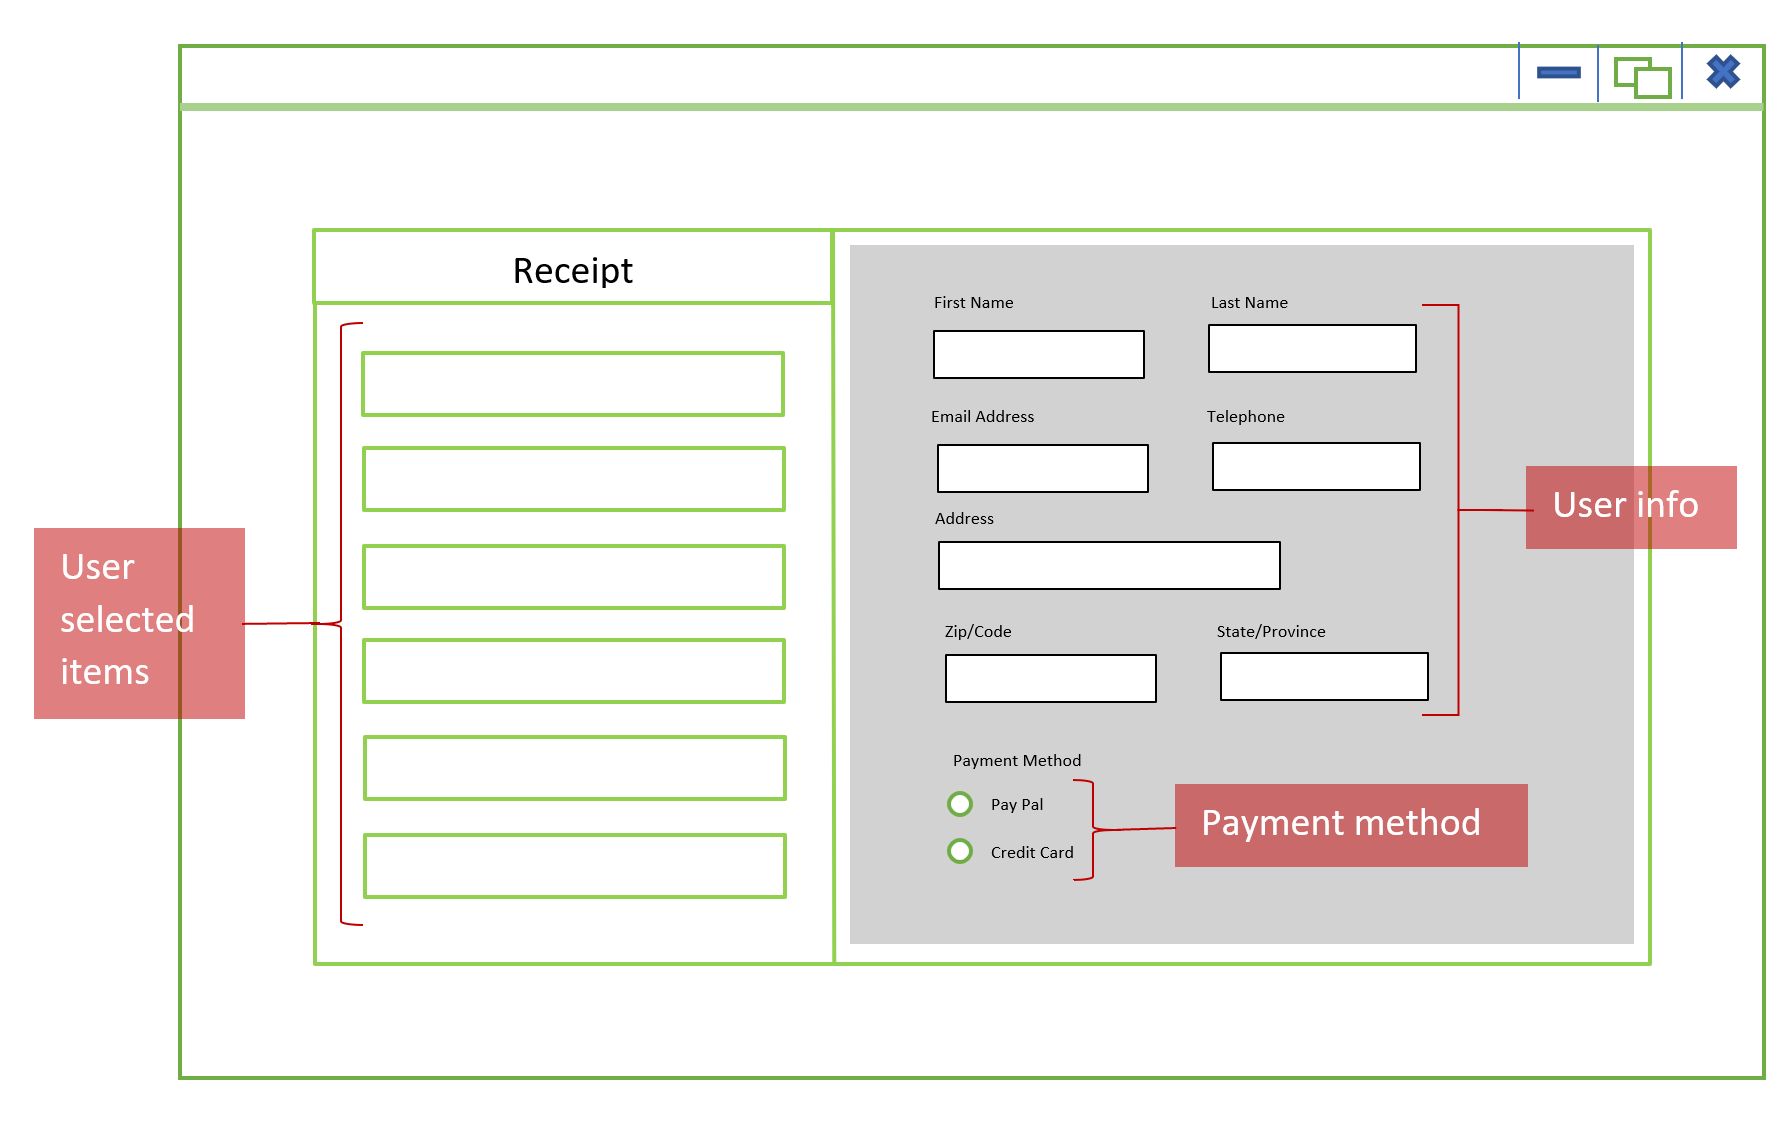 Receipt
First Name
Last Name
Email Address
Telephone
Address
Zip/Code
State/Province
Payment Method
Pay Pal
Credit Card
User
selected
items
User info
Payment method